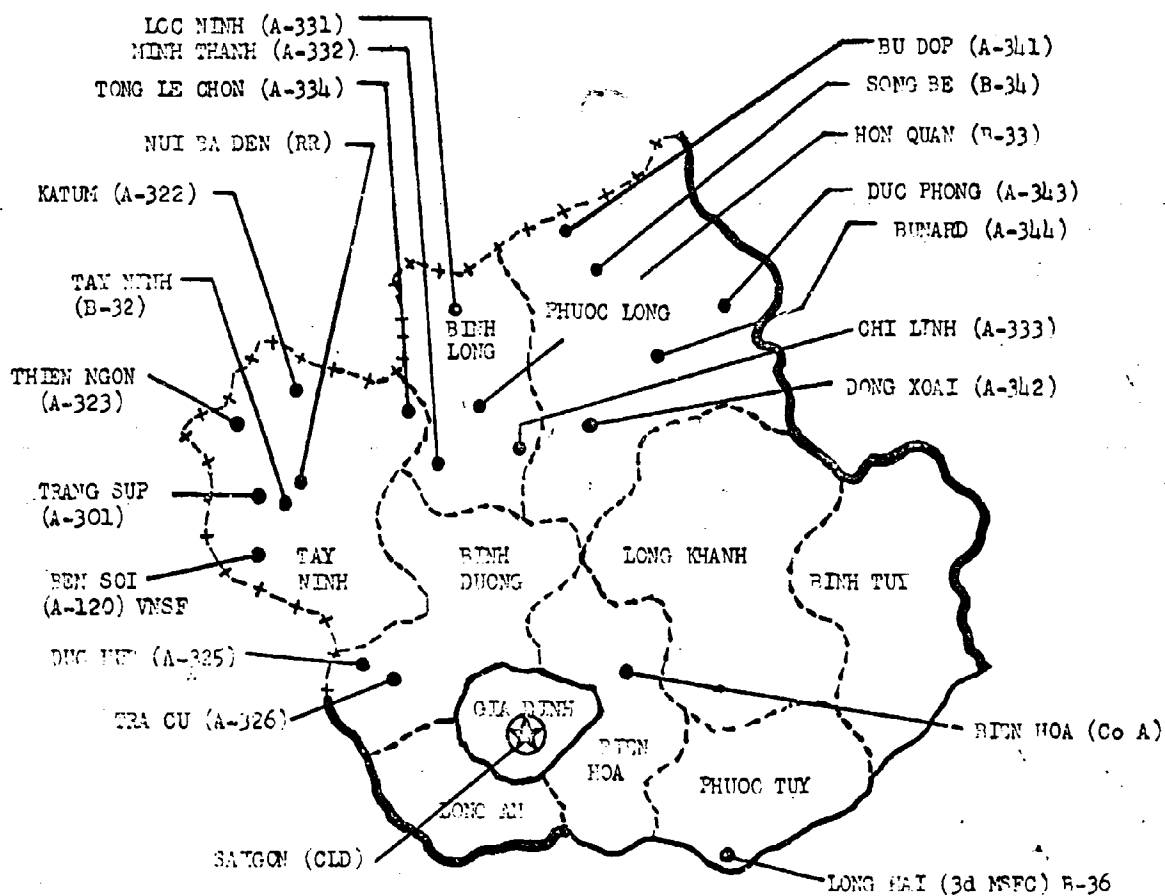 LOC NINH (A-331)
MINH THANH (A-332)
TONG LE CHON (A-334)
NUI BA DEN (RR)
KATUM (A-322)
TAY NINH
(B-32)
THIEN NGON
(A-323)
TRANG SUP
(A-301)
BEN SOI
(A-120) VNSF
DUC HUE (A-325)
TRA CU (A-326)
SAIGON (CLD)
BU DOP (A-341)
SONG BE (B-34)
HON QUAN (B-33)
DUC PHONG (A-343)
BUNARD (A-344)
CHI LINH (A-333)
DONG XOAI (A-342)
BIEN HOA (Co A)
LONG HAI (3d MSFC) B-36
BINH
LONG
PHUOC LONG
TAY
NINH
BINH
DUONG
LONG KHANH
BINH TUY
GIA DINH
BIEN
HOA
PHUOC TUY
LONG AN